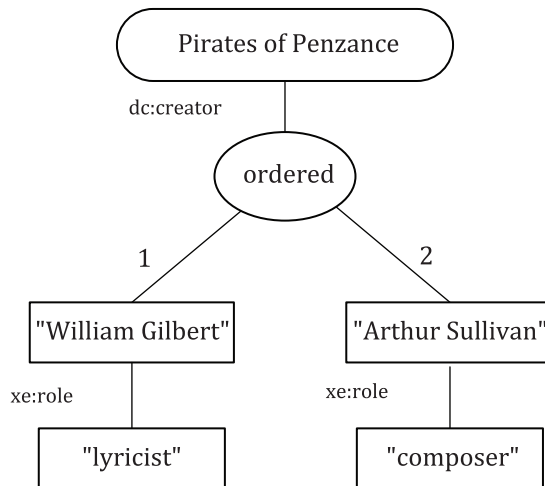 Pirates of Penzance
dc:creator
ordered
1
2
"William Gilbert"
"Arthur Sullivan"
xe:role
xe:role
"lyricist"
"composer"